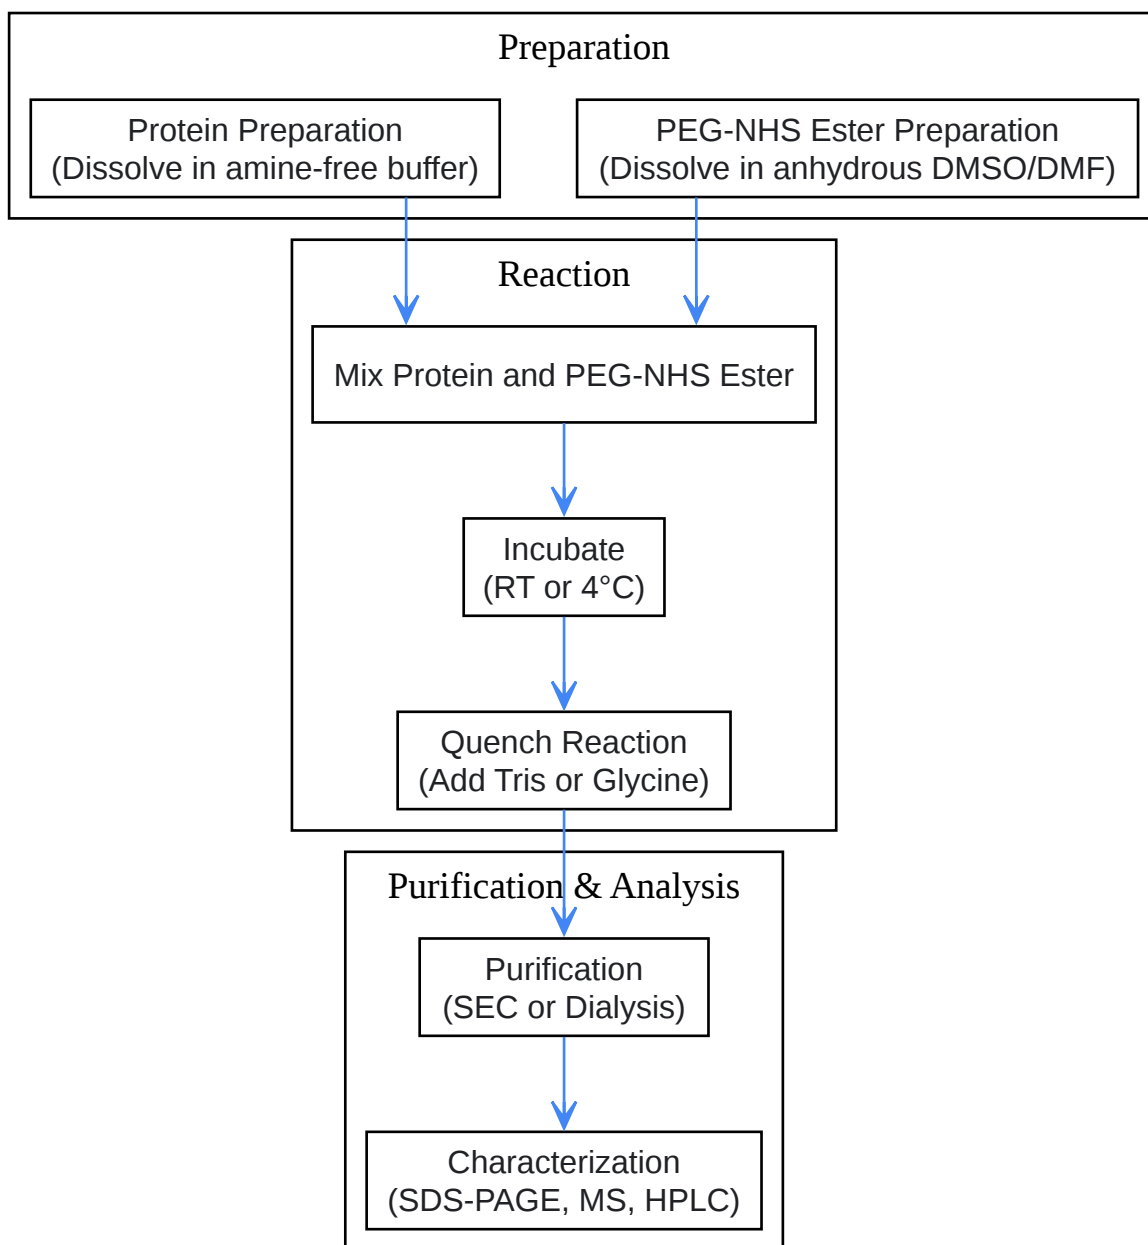 Preparation
Protein Preparation
(Dissolve in amine-free buffer)
PEG-NHS Ester Preparation
(Dissolve in anhydrous DMSO/DMF)
Reaction
Mix Protein and PEG-NHS Ester
Incubate
(RT or 4°C)
Quench Reaction
(Add Tris or Glycine)
Purification & Analysis
Purification
(SEC or Dialysis)
Characterization
(SDS-PAGE, MS, HPLC)